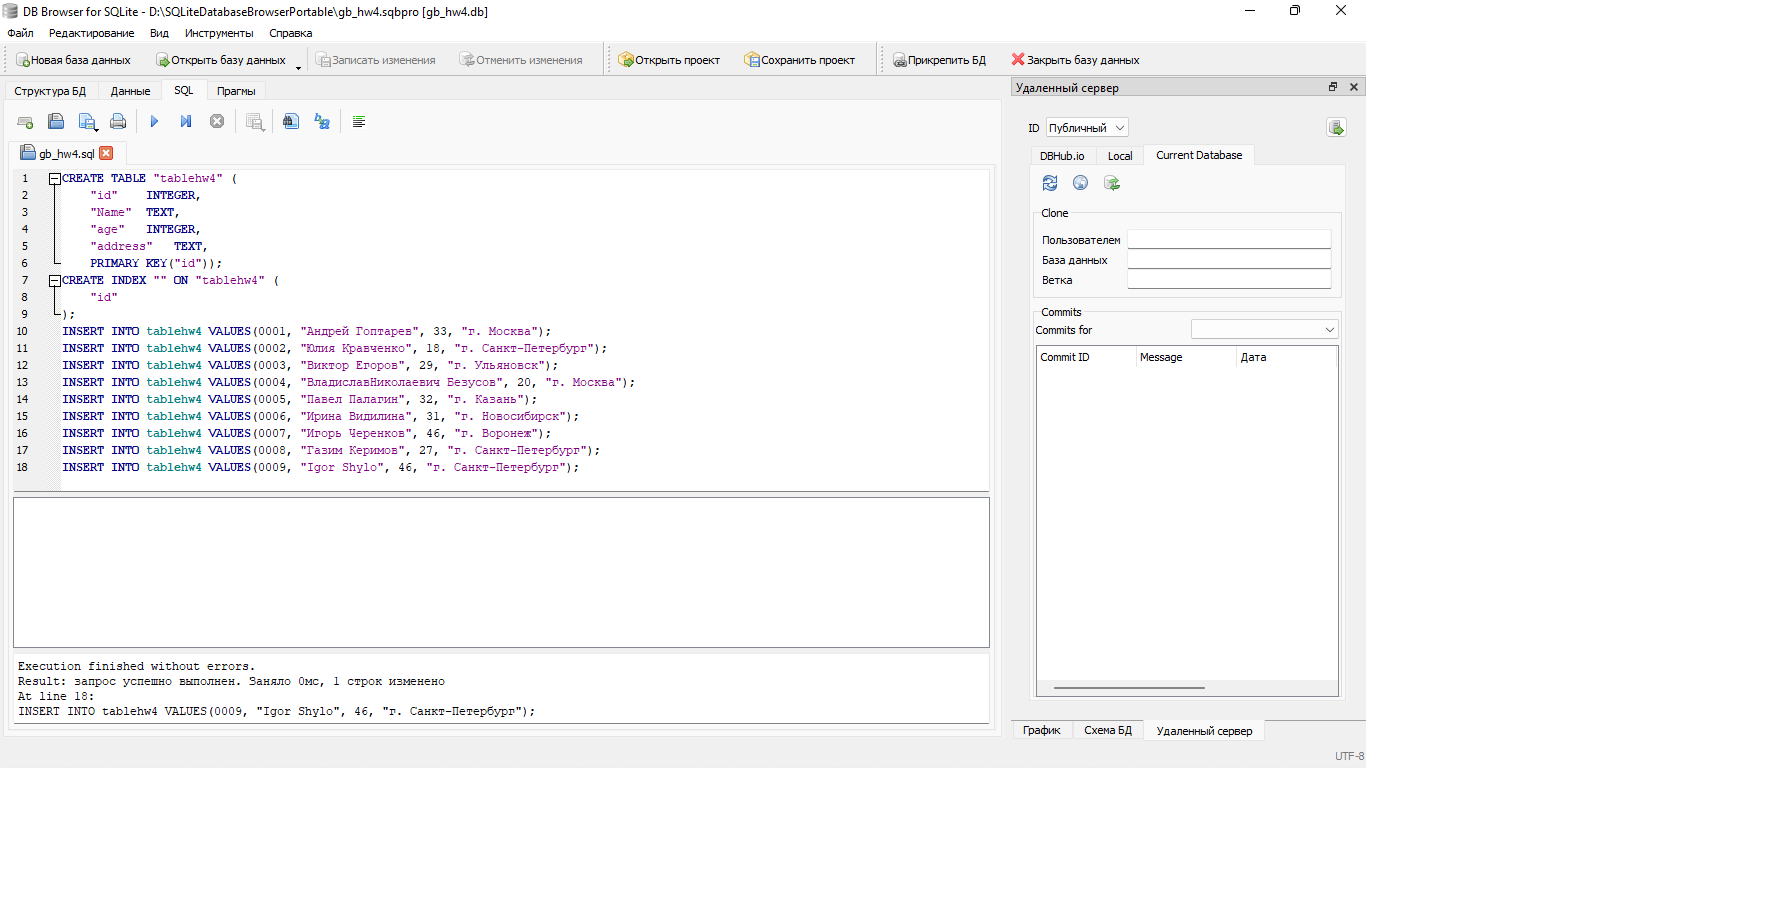 DB Browser for SQLite - D:\SQLiteDatabaseBrowserPortable\gb_hw4.sqbpro [gb_hw4.db]
Файл Редактирование Вид Инструменты Справка
Новая база данных Открыть базу данных Записать изменения Отменить изменения Открыть проект Сохранить проект Прикрепить БД Закрыть базу данных
Структура БД Данные SQL Прагмы
gb_hw4.sql
1 CREATE TABLE "tablehw4" (
2 "id" INTEGER,
3 "Name" TEXT,
4 "age" INTEGER,
5 "address" TEXT,
6 PRIMARY KEY("id"));
7 CREATE INDEX "" ON "tablehw4" (
8 "id"
9 );
10 INSERT INTO tablehw4 VALUES(0001, "Андрей Гоптарев", 33, "г. Москва");
11 INSERT INTO tablehw4 VALUES(0002, "Юлия Кравченко", 18, "г. Санкт-Петербург");
12 INSERT INTO tablehw4 VALUES(0003, "Виктор Егоров", 29, "г. Ульяновск");
13 INSERT INTO tablehw4 VALUES(0004, "ВладиславНиколаевич Безусов", 20, "г. Москва");
14 INSERT INTO tablehw4 VALUES(0005, "Павел Палагин", 32, "г. Казань");
15 INSERT INTO tablehw4 VALUES(0006, "Ирина Видилина", 31, "г. Новосибирск");
16 INSERT INTO tablehw4 VALUES(0007, "Игорь Черенков", 46, "г. Воронеж");
17 INSERT INTO tablehw4 VALUES(0008, "Газим Керимов", 27, "г. Санкт-Петербург");
18 INSERT INTO tablehw4 VALUES(0009, "Igor Shylo", 46, "г. Санкт-Петербург");
Execution finished without errors.
Result: запрос успешно выполнен. Заняло 0мс, 1 строк изменено
At line 18:
INSERT INTO tablehw4 VALUES(0009, "Igor Shylo", 46, "г. Санкт-Петербург");
Удаленный сервер
ID Публичный
DBHub.io Local Current Database
Clone
Пользователем
База данных
Ветка
Commits
Commits for
Commit ID Message Дата
График Схема БД Удаленный сервер
UTF-8